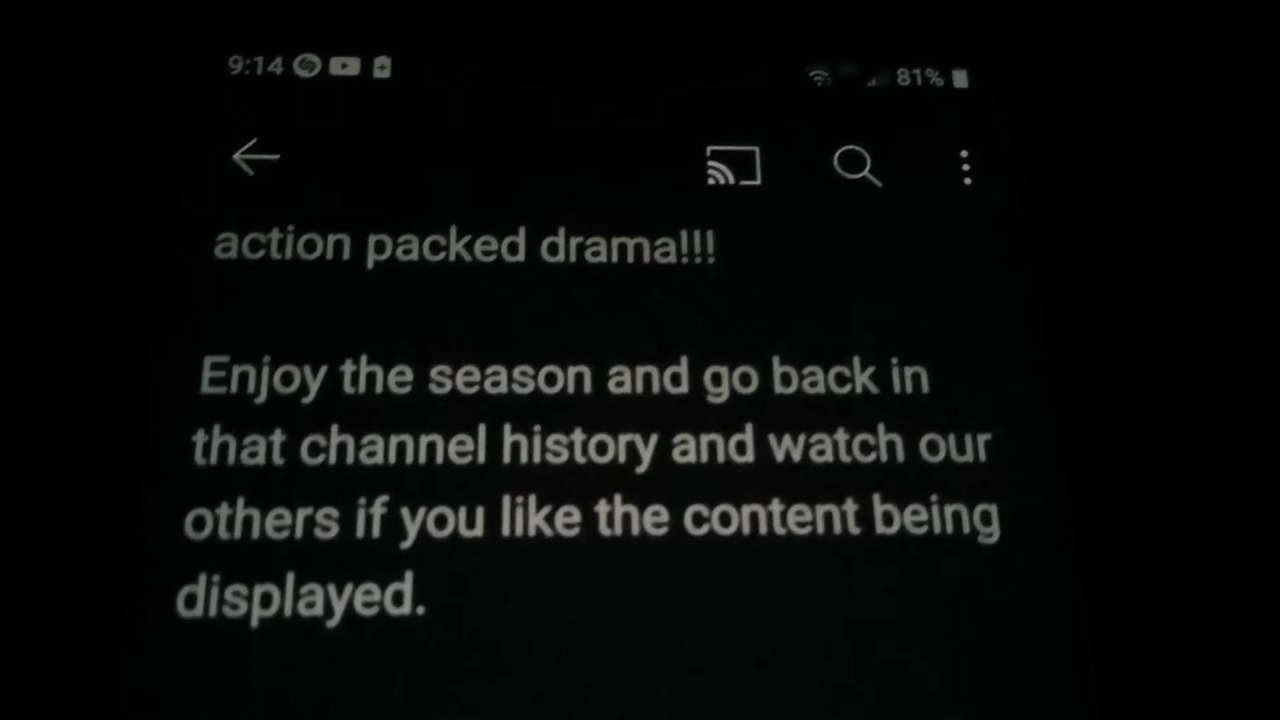 9:14
81%
action packed drama!!!
Enjoy the season and go back in
that channel history and watch our
others if you like the content being
displayed.